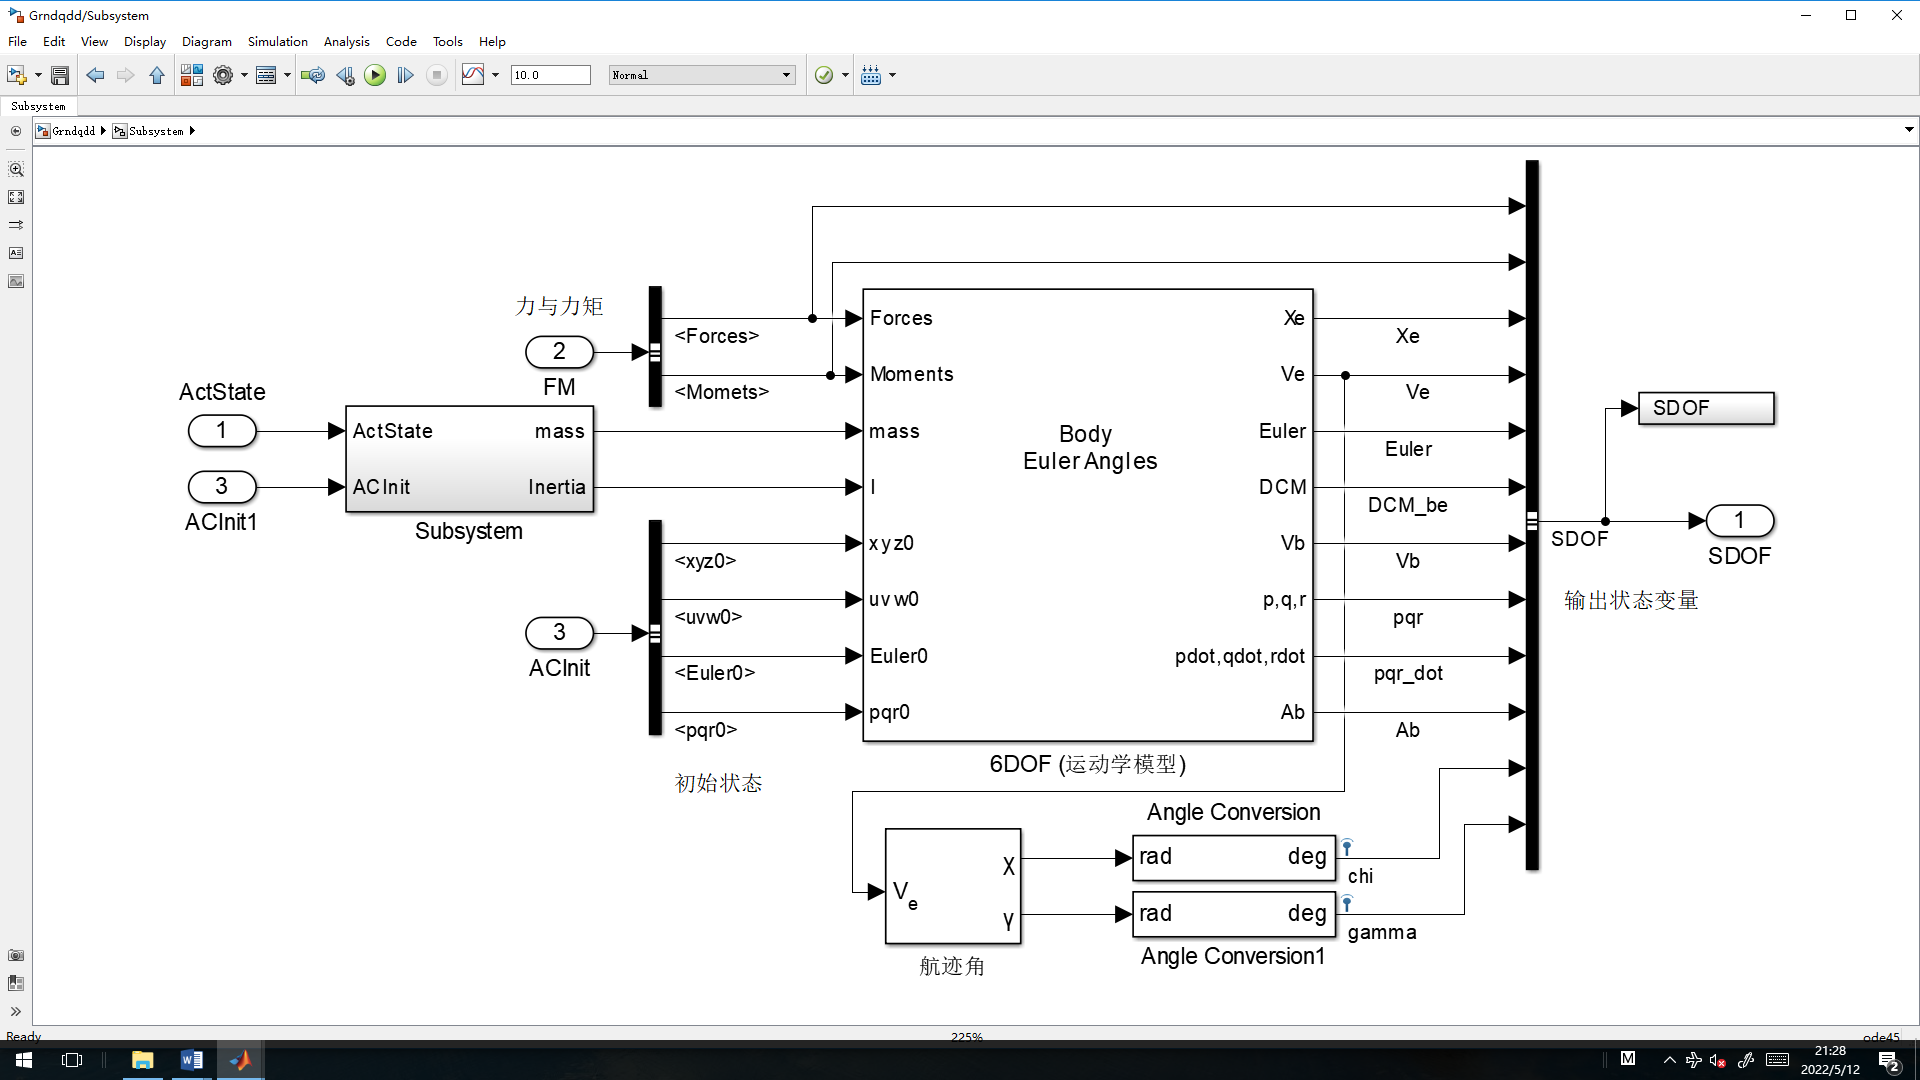 Grndqdd/Subsystem
File Edit View Display Diagram Simulation Analysis Code Tools Help
10.0
Normal
Subsystem
Grndqdd Subsystem
力与力矩
2
FM
<Forces>
<Momets>
ActState
1
3
ACInit1
ActState
mass
ACInit
Inertia
Subsystem
3
ACInit
<xyz0>
<uvw0>
<Euler0>
<pqr0>
初始状态
Forces
Moments
mass
I
xyz0
uvw0
Euler0
pqr0
Body
Euler Angles
Xe
Ve
Euler
DCM
Vb
p,q,r
pdot,qdot,rdot
Ab
6DOF (运动学模型)
Xe
Ve
Euler
DCM_be
Vb
pqr
pqr_dot
Ab
Ve
χ
γ
航迹角
Angle Conversion
rad deg
chi
rad deg
gamma
Angle Conversion1
SDOF
SDOF
1
SDOF
输出状态变量
Ready
225%
ode45
M
21:28
2022/5/12
2